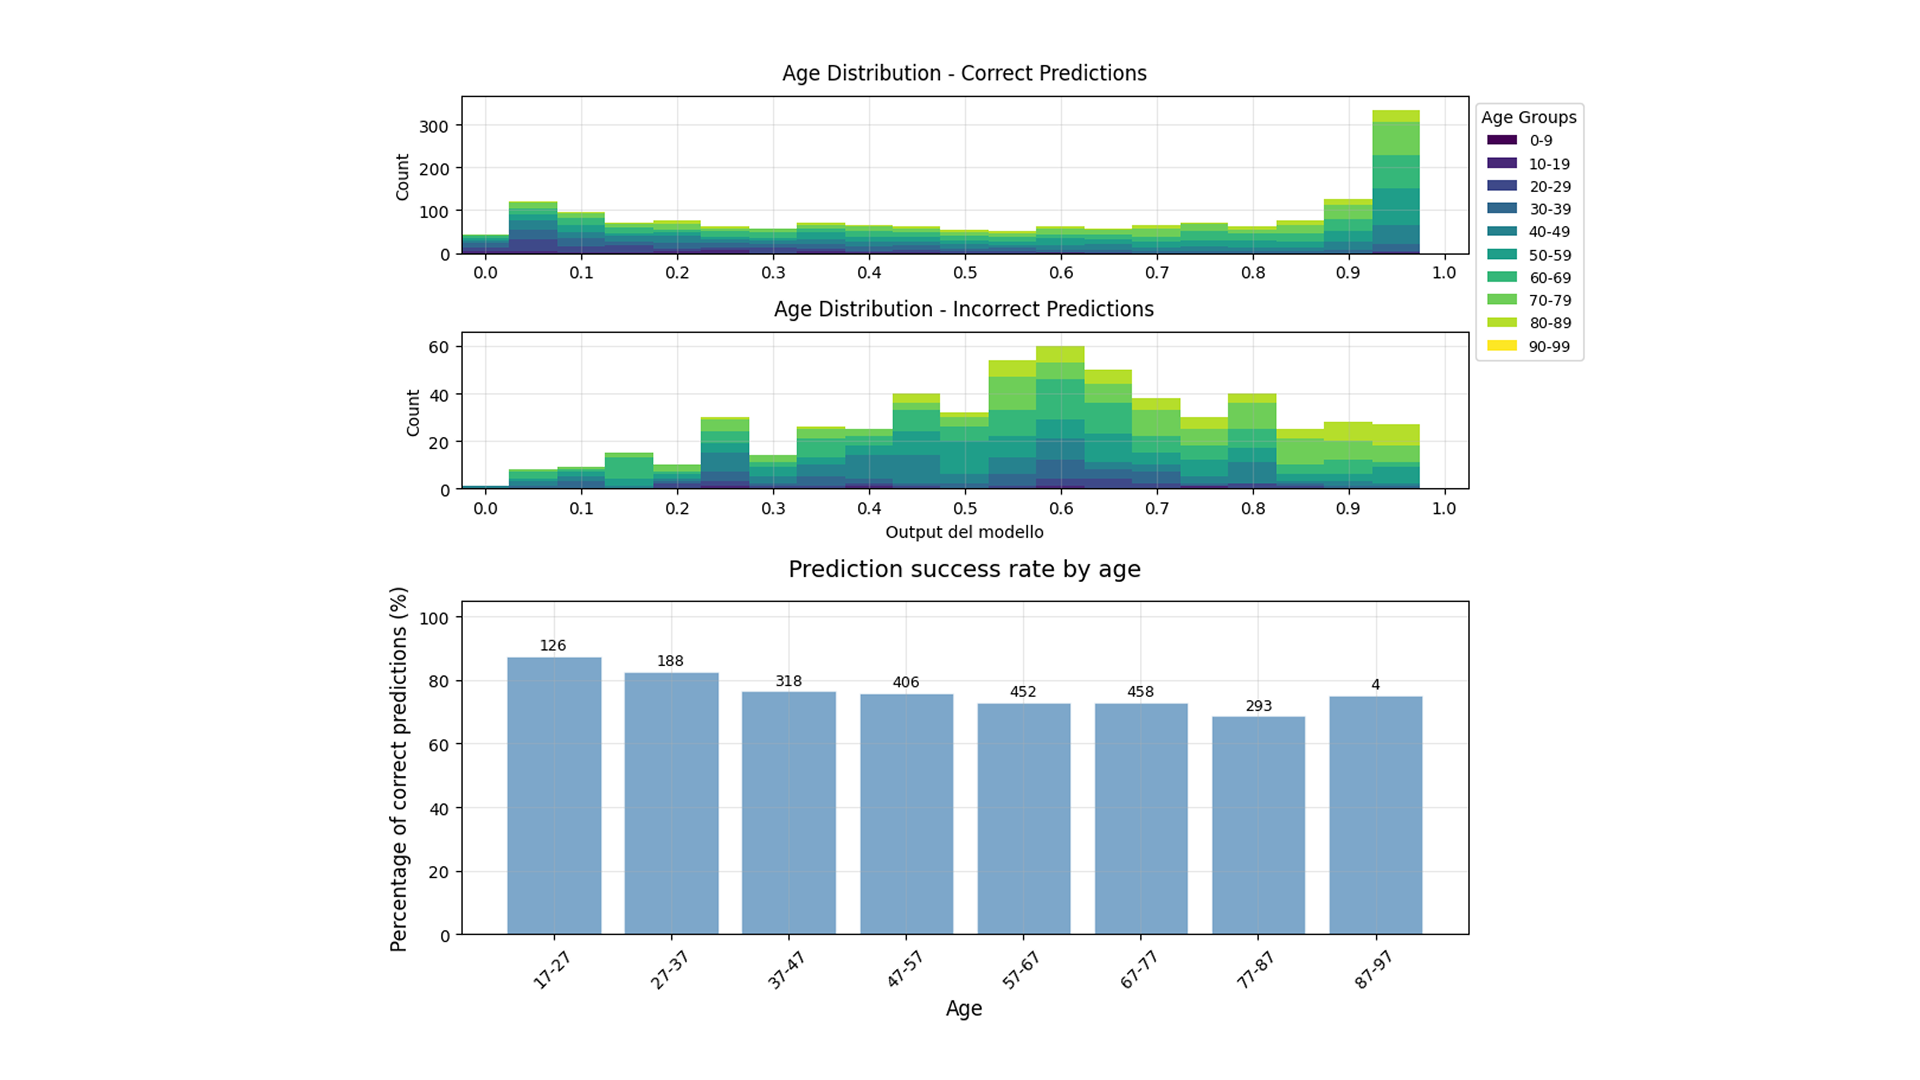 Age Distribution - Correct Predictions
Count
300
200
100
0
0.0 0.1 0.2 0.3 0.4 0.5 0.6 0.7 0.8 0.9 1.0
Age Groups
0-9
10-19
20-29
30-39
40-49
50-59
60-69
70-79
80-89
90-99
Age Distribution - Incorrect Predictions
Count
60
40
20
0
0.0 0.1 0.2 0.3 0.4 0.5 0.6 0.7 0.8 0.9 1.0
Output del modello
Prediction success rate by age
Percentage of correct predictions (%)
100
80
60
40
20
0
126 188 318 406 452 458 293 4
17-27 27-37 37-47 47-57 57-67 67-77 77-87 87-97
Age